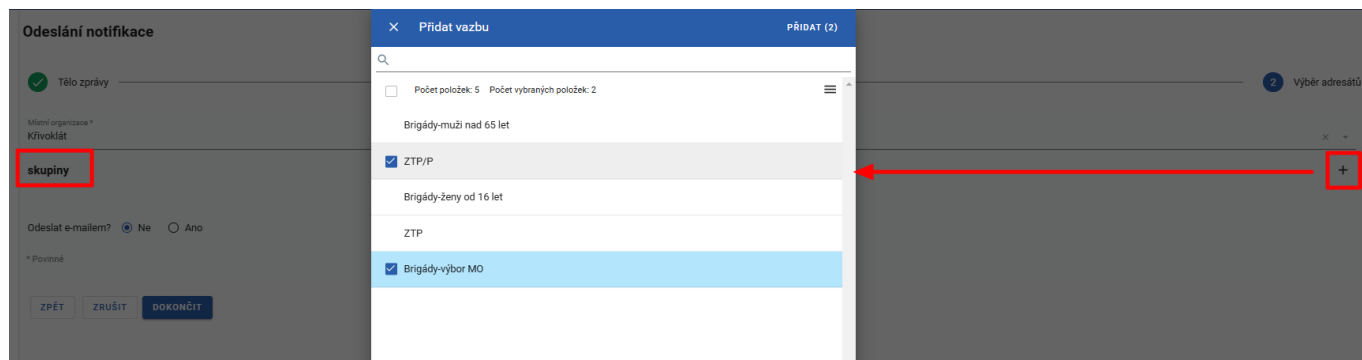 Odeslání notifikace
Přidat vazbu
PŘIDAT (2)
Tělo zprávy
2 Výběr adresátů
Počet položek: 5 Počet vybraných položek: 2
Místní organizace *
Křivoklát
skupiny
Brigády-muži nad 65 let
ZTP/P
Brigády-ženy od 16 let
ZTP
Brigády-výbor MO
Odeslat e-mailem? Ne Ano
* Povinné
ZPĚT ZRUŠIT DOKONČIT